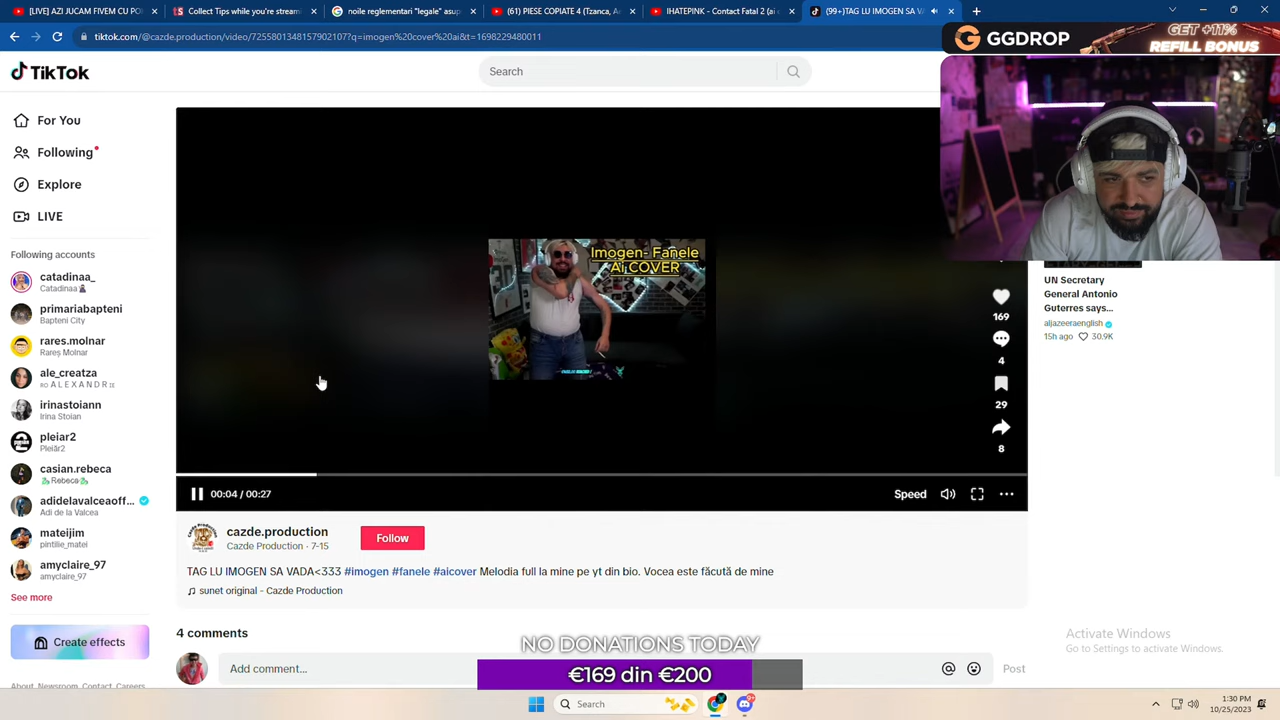 [LIVE] AZI JUCAM FIVEM CU PO
Collect Tips while you're stream
noile reglementari "legale" asup
(61) PIESE COPIATE 4 (Tzanca, A
IHATEPINK - Contact Fatal 2 (ai c
(99+)TAG LU IMOGEN SA VA
tiktok.com/@cazde.production/video/7255801348157902107?q=imogen%20cover%20ai&t=1698229480011
GGDROP
GET +11%
REFILL BONUS
TikTok
Search
For You
Following
Explore
LIVE
Following accounts
catadinaa_
Catadinaa
primariabapteni
Bapteni City
rares.molnar
Rareș Molnar
ale_creatza
RO A L E X A N D R IE
irinastoiann
Irina Stoian
pleiar2
Pleiăr2
casian.rebeca
Rebeca
adidelavalceaoff...
Adi de la Valcea
mateijim
pintilie_matei
amyclaire_97
amyclaire_97
See more
Create effects
About Newsroom Contact Careers
Imogen- Fanele
AI COVER
169
4
29
8
00:04 / 00:27
Speed
UN Secretary
General Antonio
Guterres says...
aljazeeraenglish
15h ago 30.9K
cazde.production
Cazde Production · 7-15
Follow
TAG LU IMOGEN SA VADA<333 #imogen #fanele #aicover Melodia full la mine pe yt din bio. Vocea este făcută de mine
sunet original - Cazde Production
4 comments
Add comment...
Post
NO DONATIONS TODAY
€169 din €200
Activate Windows
Go to Settings to activate Windows.
Search
1:30 PM
10/25/2023